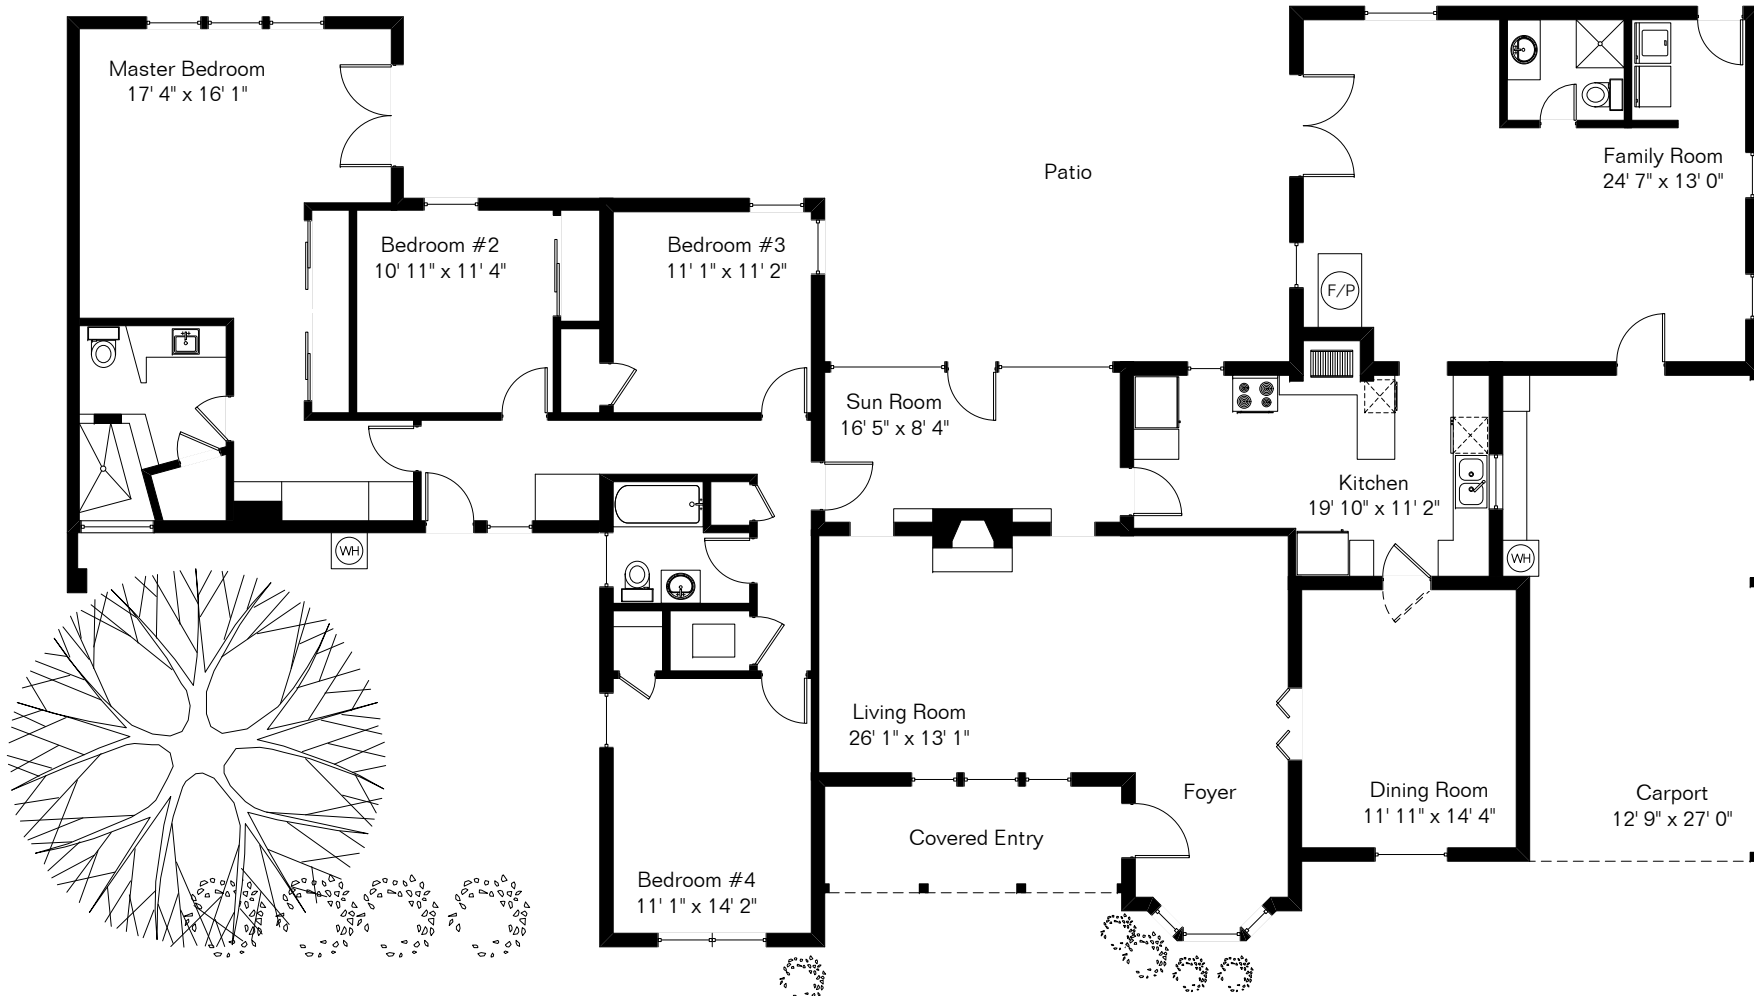 Master Bedroom
17' 4" x 16' 1"
Patio
Family Room
24' 7" x 13' 0"
Bedroom #2
10' 11" x 11' 4"
Bedroom #3
11' 1" x 11' 2"
F/P
Sun Room
16' 5" x 8' 4"
Kitchen
19' 10" x 11' 2"
WH
WH
Living Room
26' 1" x 13' 1"
Foyer
Dining Room
11' 11" x 14' 4"
Carport
12' 9" x 27' 0"
Covered Entry
Bedroom #4
11' 1" x 14' 2"